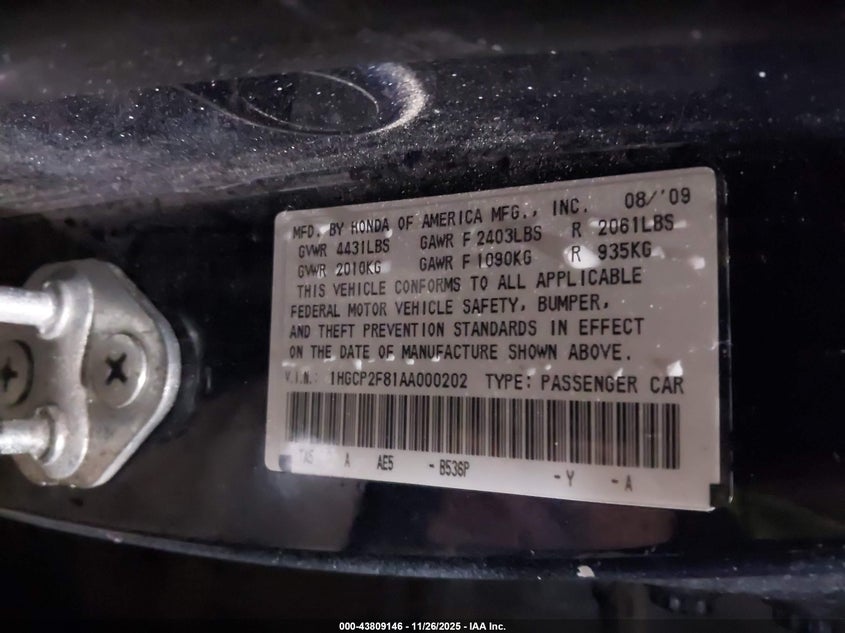 MFD. BY HONDA OF AMERICA MFG., INC. 08/'09
GVWR 4431LBS GAWR F 2403LBS R 2061LBS
GVWR 2010KG GAWR F 1090KG R 935KG
THIS VEHICLE CONFORMS TO ALL APPLICABLE
FEDERAL MOTOR VEHICLE SAFETY, BUMPER,
AND THEFT PREVENTION STANDARDS IN EFFECT
ON THE DATE OF MANUFACTURE SHOWN ABOVE.
V.I.N.: 1HGCP2F81AA000202 TYPE: PASSENGER CAR
A AE5 - B536P - Y - A
000-43809146 - 11/26/2025 - IAA Inc.